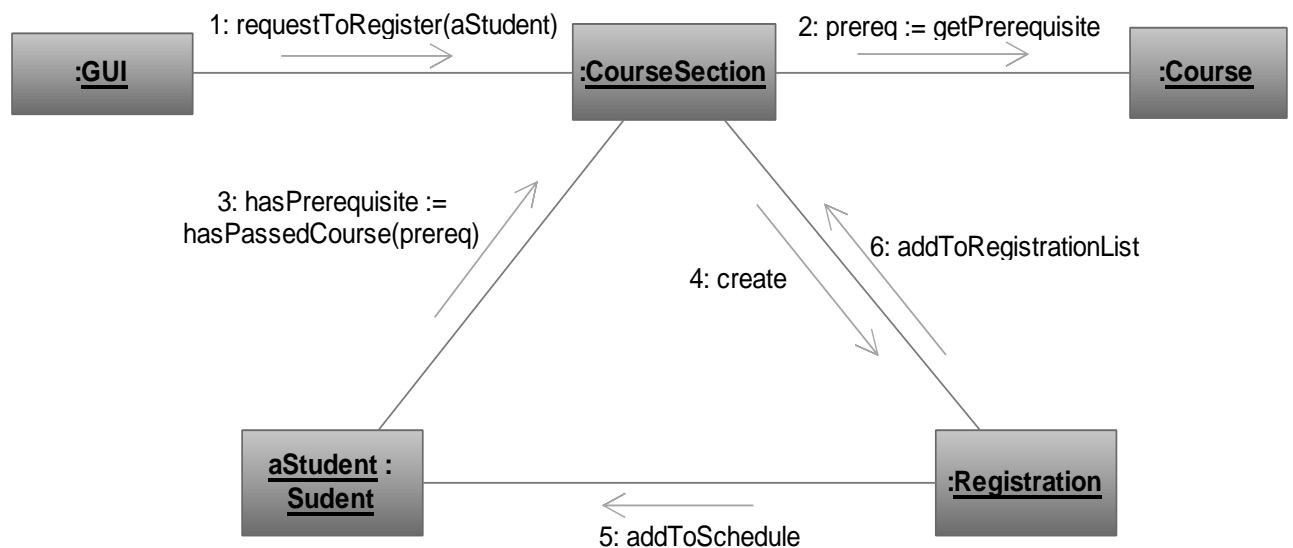 1: requestToRegister(aStudent)
2: prereq := getPrerequisite
:GUI
:CourseSection
:Course
3: hasPrerequisite :=
hasPassedCourse(prereq)
4: create
6: addToRegistrationList
aStudent :
Sudent
:Registration
5: addToSchedule